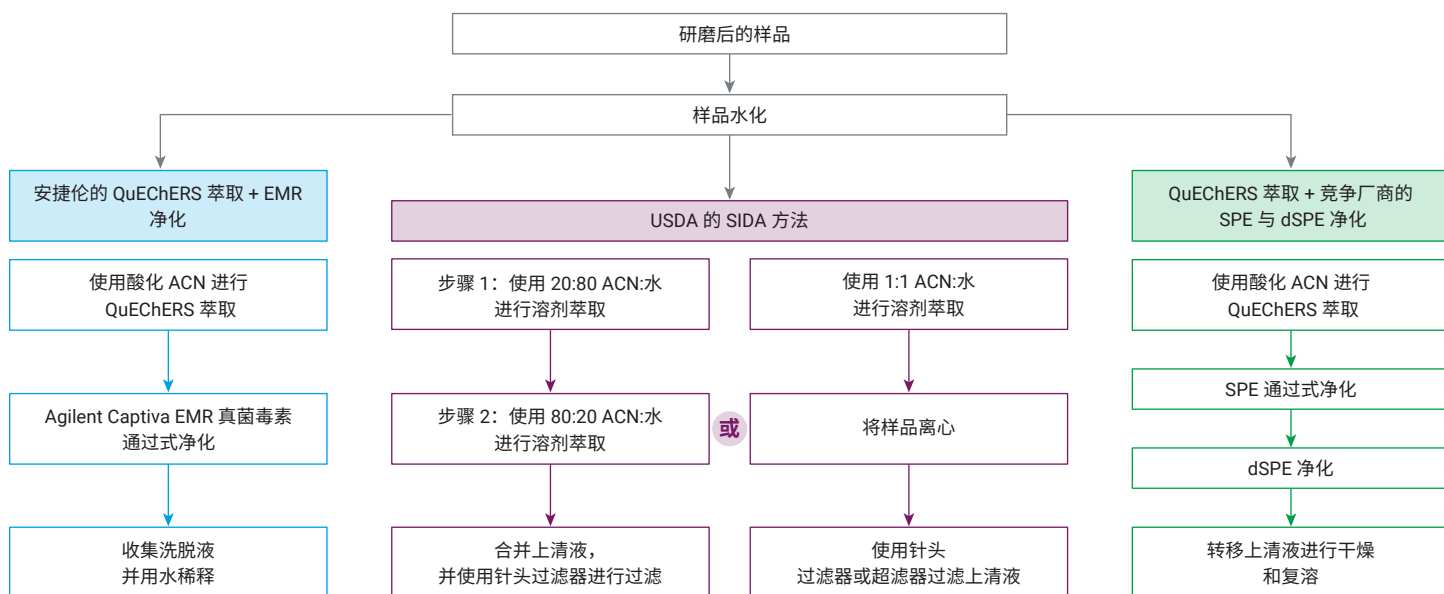 研磨后的样品
样品水化
安捷伦的 QuEChERS 萃取 + EMR
净化
USDA 的 SIDA 方法
QuEChERS 萃取 + 竞争厂商的
SPE 与 dSPE 净化
使用酸化 ACN 进行
QuEChERS 萃取
步骤 1：使用 20:80 ACN:水
进行溶剂萃取
使用 1:1 ACN:水
进行溶剂萃取
使用酸化 ACN 进行
QuEChERS 萃取
Agilent Captiva EMR 真菌毒素
通过式净化
步骤 2：使用 80:20 ACN:水
进行溶剂萃取
或
将样品离心
SPE 通过式净化
dSPE 净化
收集洗脱液
并用水稀释
合并上清液，
并使用针头过滤器进行过滤
使用针头
过滤器或超滤器过滤上清液
转移上清液进行干燥
和复溶